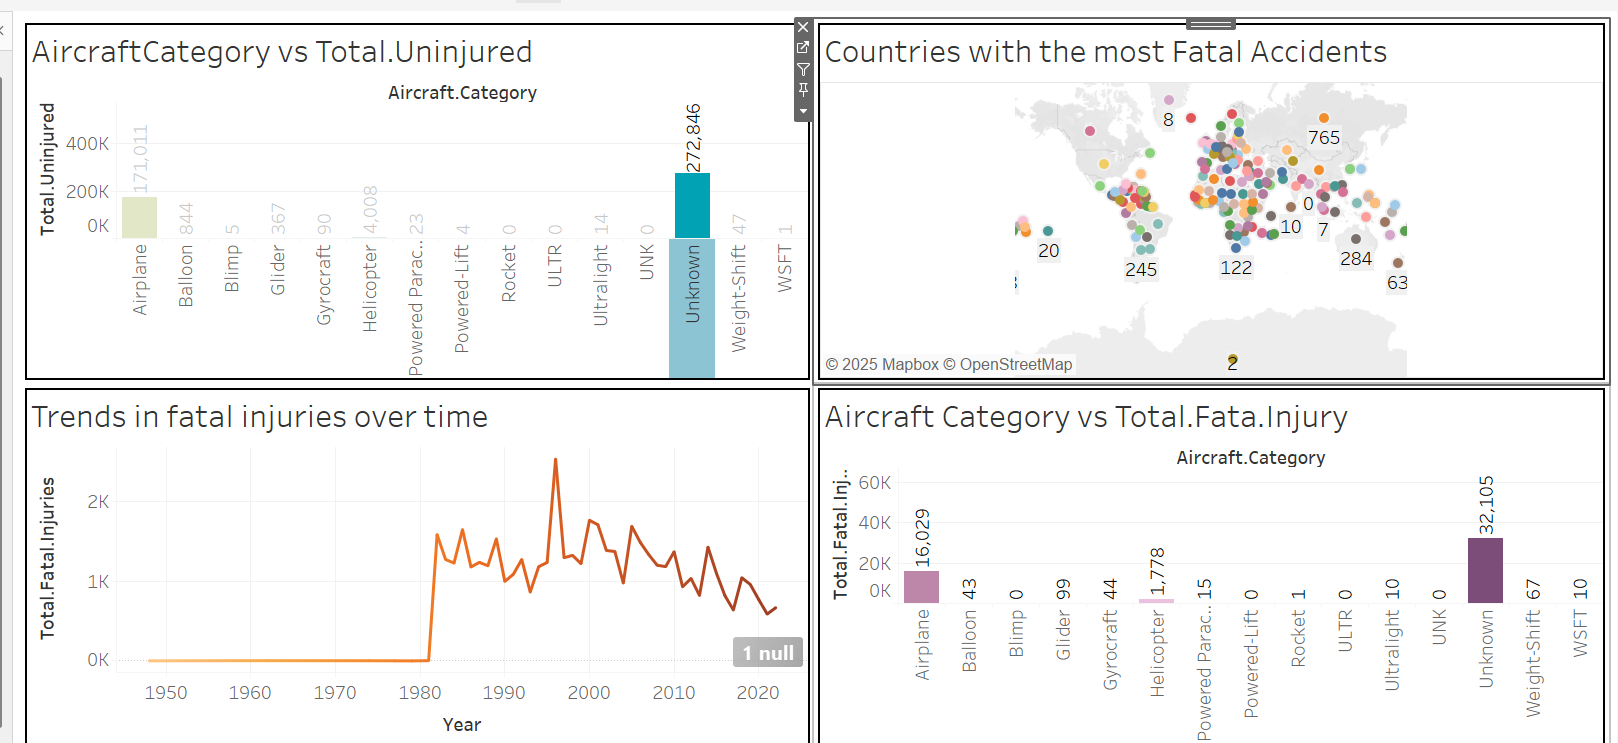 AircraftCategory vs Total.Uninjured
Aircraft.Category
Total.Uninjured
400K
200K
0K
171,011
844
5
367
90
4,008
23
4
0
0
14
0
272,846
47
1
Airplane
Balloon
Blimp
Glider
Gyrocraft
Helicopter
Powered Parac..
Powered-Lift
Rocket
ULTR
Ultralight
UNK
Unknown
Weight-Shift
WSFT
Countries with the most Fatal Accidents
8
765
0
10
7
20
245
122
284
63
2
© 2025 Mapbox © OpenStreetMap
Trends in fatal injuries over time
Total.Fatal.Injuries
2K
1K
0K
1 null
1950
1960
1970
1980
1990
2000
2010
2020
Year
Aircraft Category vs Total.Fata.Injury
Aircraft.Category
Total.Fatal.Inj..
60K
40K
20K
0K
16,029
43
0
99
44
1,778
15
0
1
0
10
0
32,105
67
10
Airplane
Balloon
Blimp
Glider
Gyrocraft
Helicopter
Powered Parac..
Powered-Lift
Rocket
ULTR
Ultralight
UNK
Unknown
Weight-Shift
WSFT